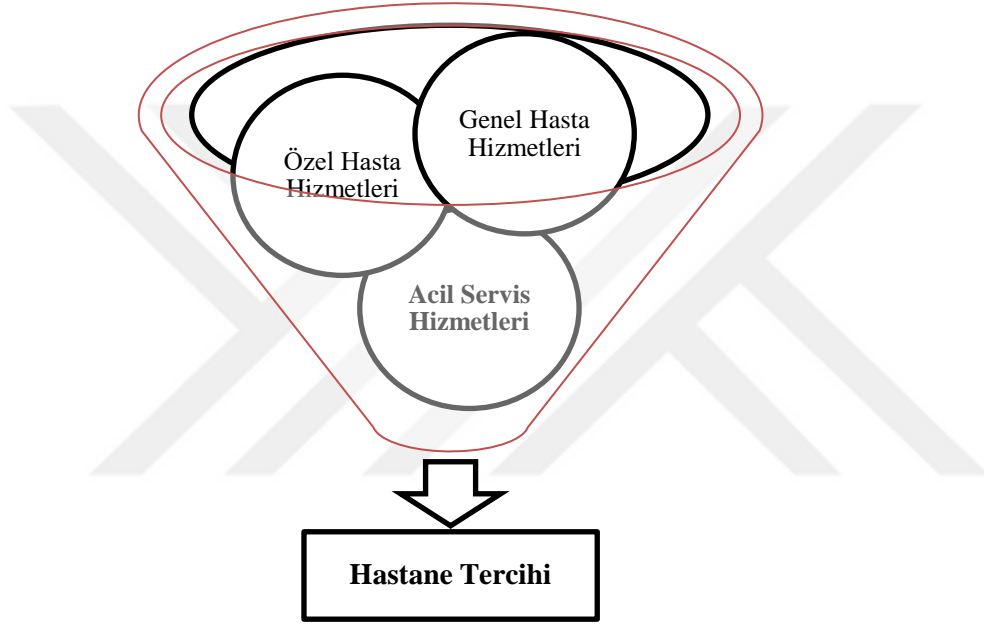 Genel Hasta
Hizmetleri
Özel Hasta
Hizmetleri
Acil Servis
Hizmetleri
Hastane Tercihi